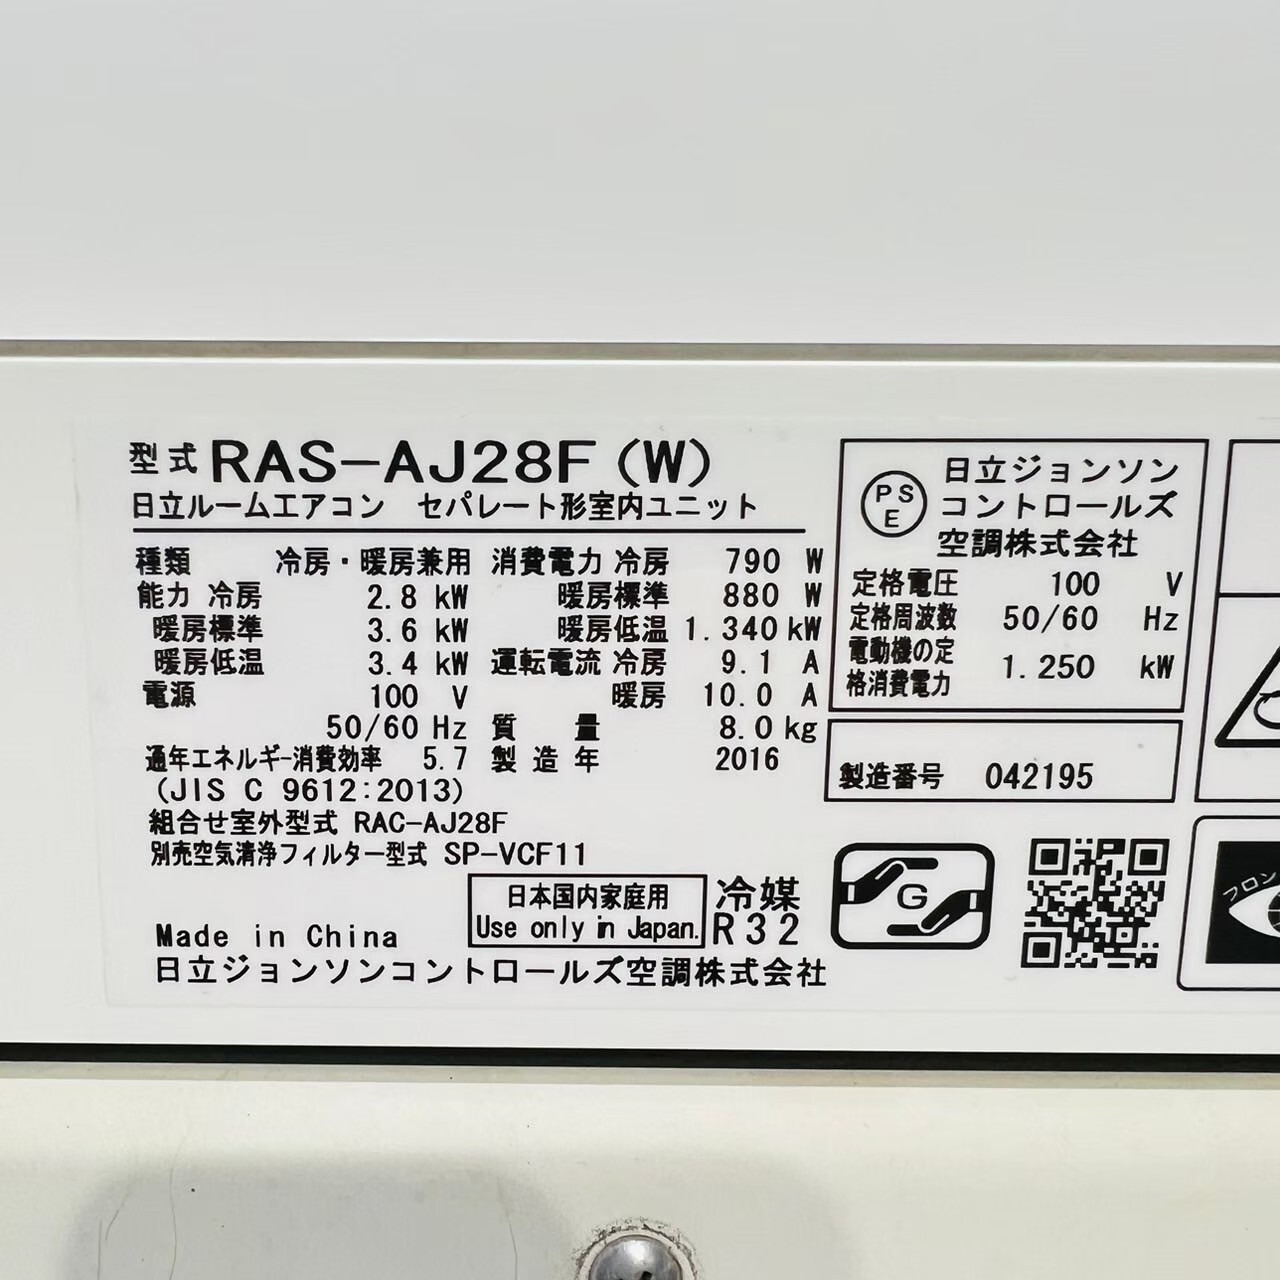 型式 RAS-AJ28F (W)
日立ルームエアコン セパレート形室内ユニット
種類 冷房・暖房兼用
能力 冷房 2.8 kW
暖房標準 3.6 kW
暖房低温 3.4 kW
電源 100 V
50/60 Hz
通年エネルギー消費効率 5.7
(JIS C 9612:2013)
消費電力 冷房 790 W
暖房標準 880 W
暖房低温 1.340 kW
運転電流 冷房 9.1 A
暖房 10.0 A
質量 8.0 kg
製造年 2016
組合せ室外型式 RAC-AJ28F
別売空気清浄フィルター型式 SP-VCF11
日本国内家庭用
Use only in Japan.
冷媒
R32
Made in China
日立ジョンソンコントロールズ空調株式会社
PS
E
日立ジョンソン
コントロールズ
空調株式会社
定格電圧 100 V
定格周波数 50/60 Hz
電動機の定
格消費電力 1.250 kW
製造番号 042195
G
フロン